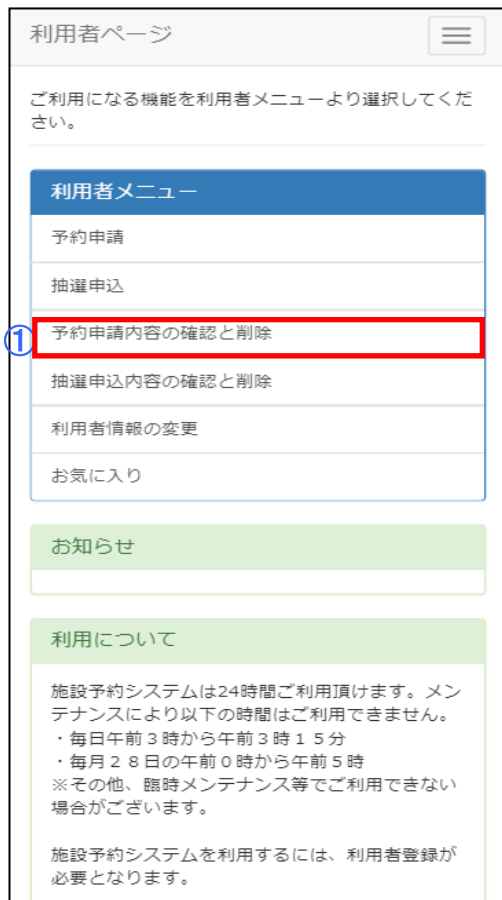 利用者ページ
ご利用になる機能を利用者メニューより選択してくだ
さい。
利用者メニュー
予約申請
抽選申込
①
予約申請内容の確認と削除
抽選申込内容の確認と削除
利用者情報の変更
お気に入り
お知らせ
利用について
施設予約システムは24時間ご利用頂けます。メン
テナンスにより以下の時間はご利用できません。
・毎日午前３時から午前３時１５分
・毎月２８日の午前０時から午前５時
※その他、臨時メンテナンス等でご利用できない
場合がございます。
施設予約システムを利用するには、利用者登録が
必要となります。